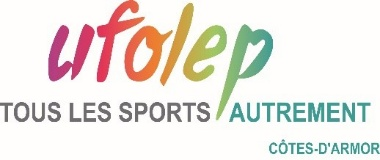 ufolep
TOUS LES SPORTS AUTREMENT
CÔTES-D'ARMOR